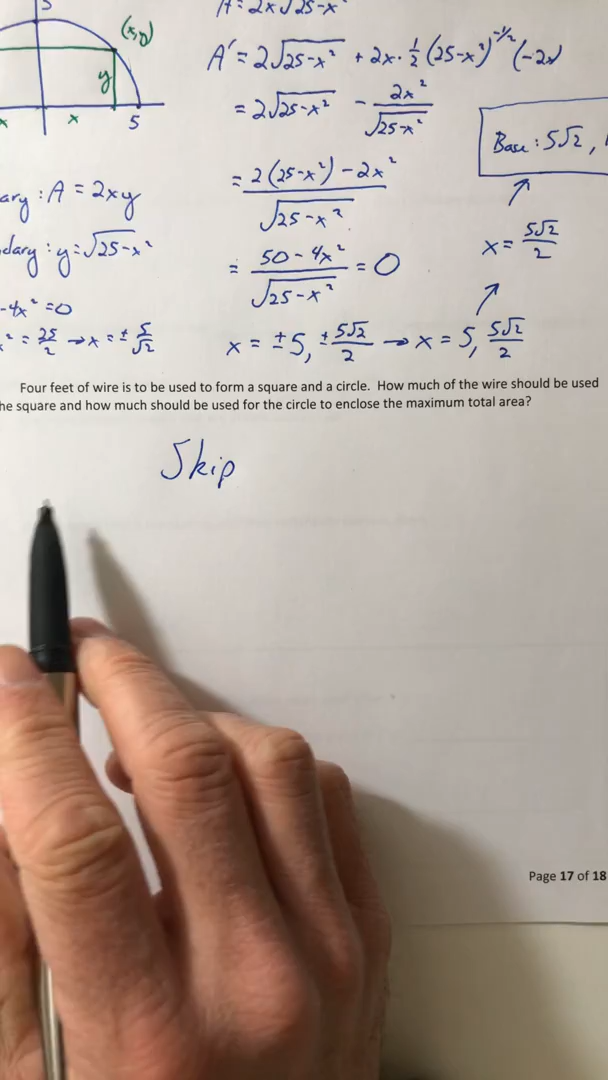 5
A = 2x√25-x²
(x,y)
A' = 2√25-x² + 2x·½(25-x²)^-1/2(-2x)
y
= 2√25-x² - 2x²/√25-x²
x x 5
Base: 5√2,
= 2(25-x²)-2x²/√25-x²
ary: A = 2xy
x = 5√2/2
dary: y=√25-x²
= 50-4x²/√25-x² = 0
-4x²=0
x² = 25/2 → x = ± 5/√2
x = ±5, ±5√2/2 → x = 5, 5√2/2
Four feet of wire is to be used to form a square and a circle. How much of the wire should be used
he square and how much should be used for the circle to enclose the maximum total area?
Skip
Page 17 of 18